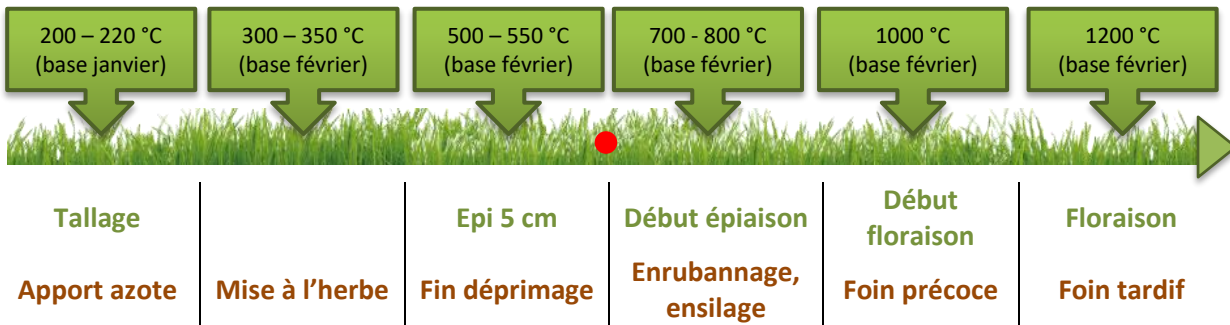 200 – 220 °C
(base janvier)
300 – 350 °C
(base février)
500 – 550 °C
(base février)
700 - 800 °C
(base février)
1000 °C
(base février)
1200 °C
(base février)
Tallage
Epi 5 cm
Début épiaison
Début
floraison
Floraison
Apport azote
Mise à l’herbe
Fin déprimage
Enrubannage,
ensilage
Foin précoce
Foin tardif